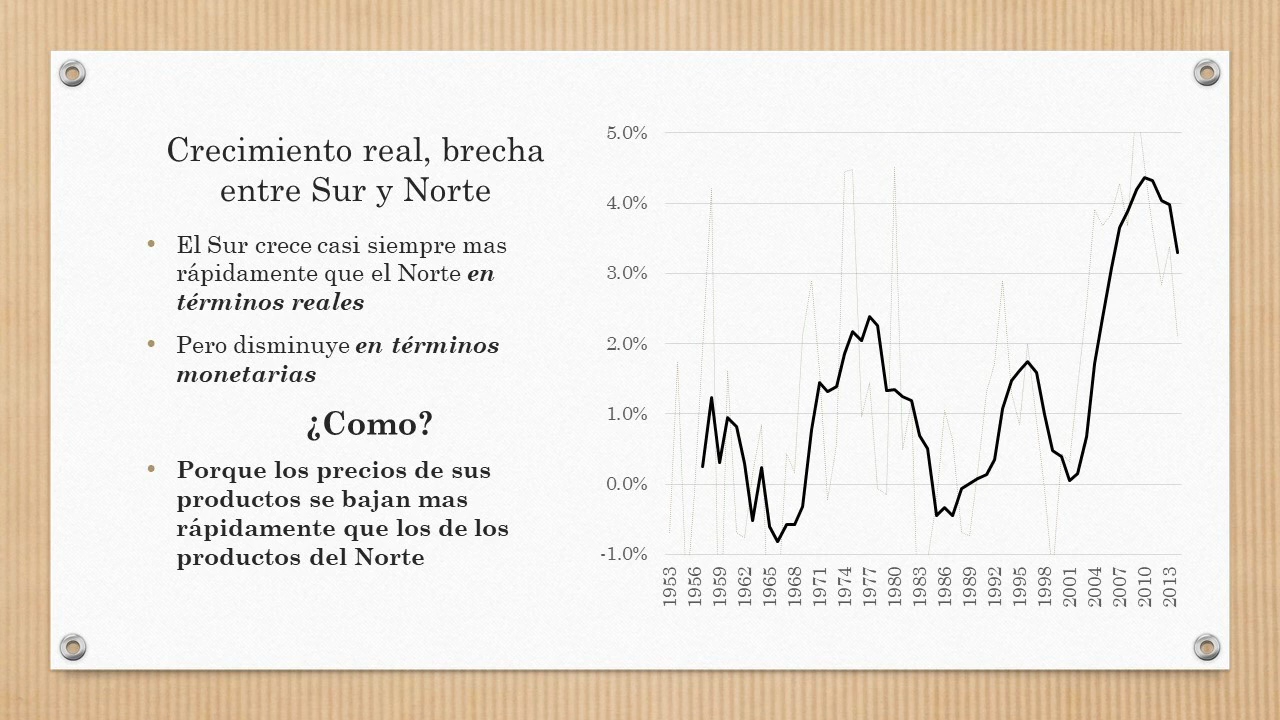 Crecimiento real, brecha
entre Sur y Norte
• El Sur crece casi siempre mas
rápidamente que el Norte en
términos reales
• Pero disminuye en términos
monetarias
¿Como?
• Porque los precios de sus
productos se bajan mas
rápidamente que los de los
productos del Norte
5.0%
4.0%
3.0%
2.0%
1.0%
0.0%
-1.0%
1953
1956
1959
1962
1965
1968
1971
1974
1977
1980
1983
1986
1989
1992
1995
1998
2001
2004
2007
2010
2013